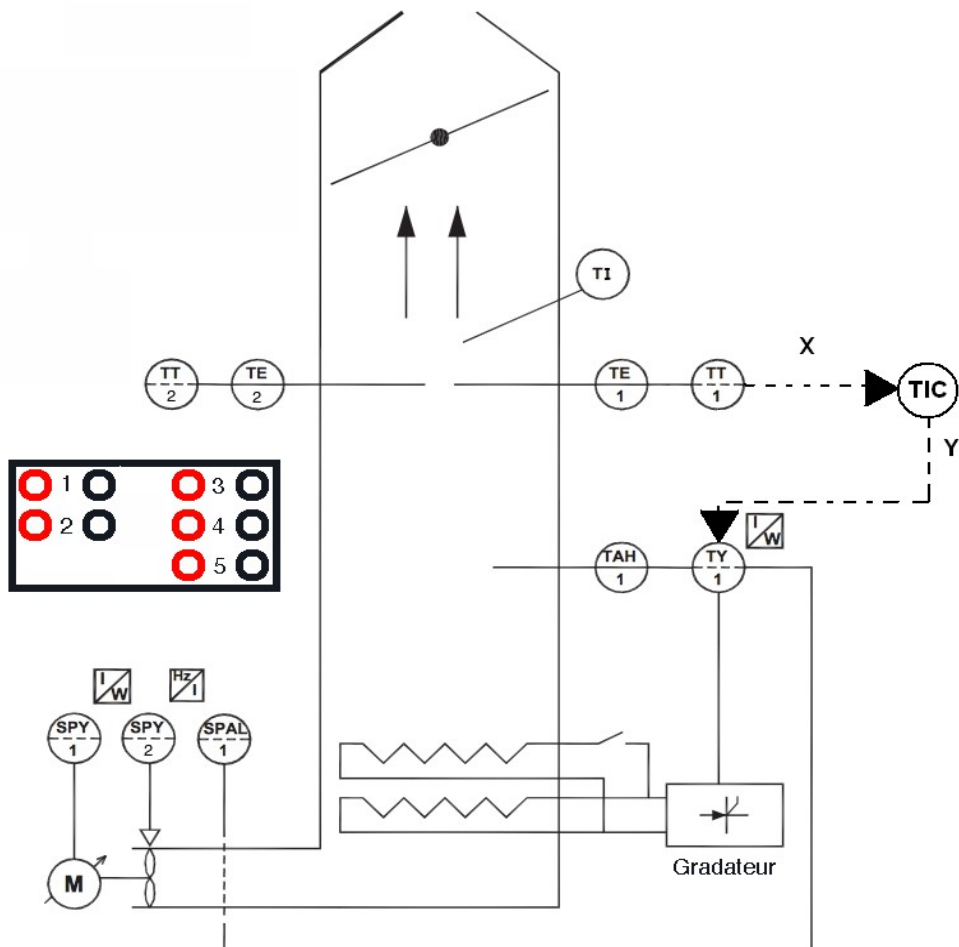 TI
X
TT
2
TE
2
TE
1
TT
1
TIC
Y
1
3
2
4
5
I/W
TAH
1
TY
1
I/W
Hz/I
SPY
1
SPY
2
SPAL
1
M
Gradateur